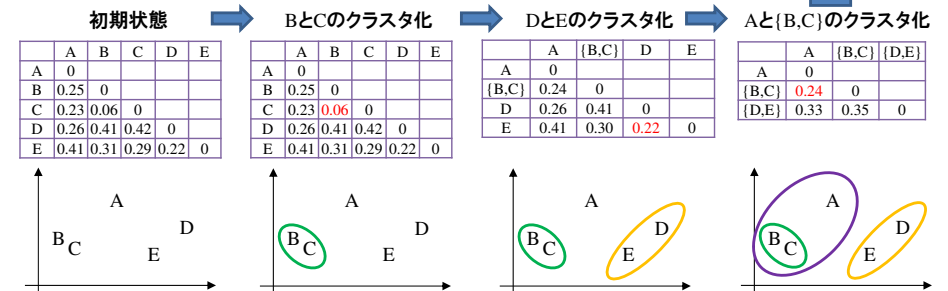 初期状態
BとCのクラスタ化
DとEのクラスタ化
Aと{B,C}のクラスタ化
A B C D E
A 0
B 0.25 0
C 0.23 0.06 0
D 0.26 0.41 0.42 0
E 0.41 0.31 0.29 0.22 0
A B C D E
A 0
B 0.25 0
C 0.23 0.06 0
D 0.26 0.41 0.42 0
E 0.41 0.31 0.29 0.22 0
A {B,C} D E
A 0
{B,C} 0.24 0
D 0.26 0.41 0
E 0.41 0.30 0.22 0
A {B,C} {D,E}
A 0
{B,C} 0.24 0
{D,E} 0.33 0.35 0
A
B C
D
E
A
B C
D
E
A
B C
D
E
A
B C
D
E